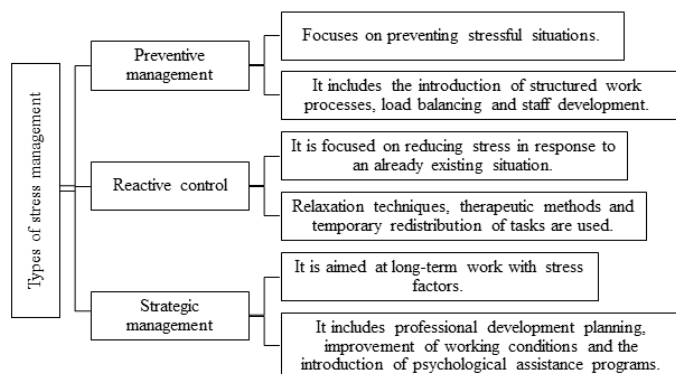 Types of stress management
Preventive
management
Focuses on preventing stressful situations.
It includes the introduction of structured work
processes, load balancing and staff development.
Reactive control
It is focused on reducing stress in response to
an already existing situation.
Relaxation techniques, therapeutic methods and
temporary redistribution of tasks are used.
Strategic
management
It is aimed at long-term work with stress
factors.
It includes professional development planning,
improvement of working conditions and the
introduction of psychological assistance programs.